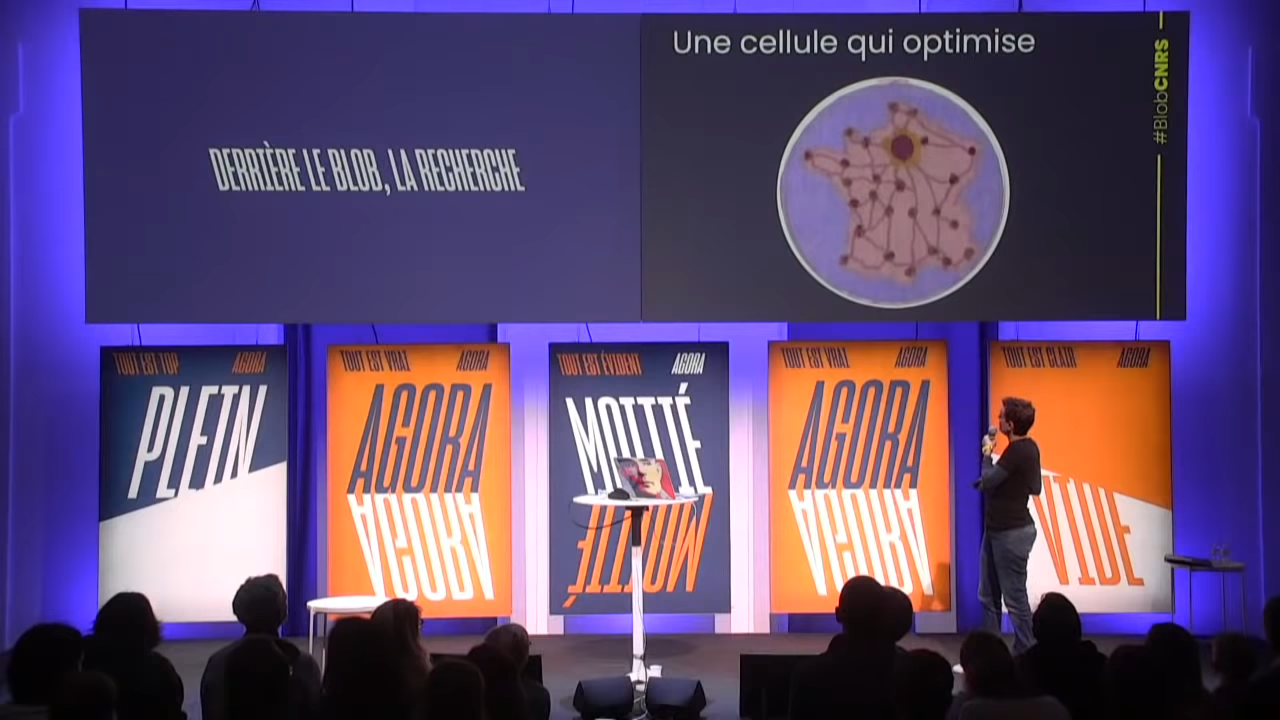 DERRIÈRE LE BLOB, LA RECHERCHE
Une cellule qui optimise
#BlobCNRS
TOUT EST TOP
AGORA
PLEIN
TOUT EST VRAI
AGORA
AGORA
AGORA
TOUT EST ÉVIDENT
AGORA
MOITIÉ
MOITIÉ
TOUT EST VRAI
AGORA
AGORA
AGORA
TOUT EST CLAIR
AGORA
VIDE